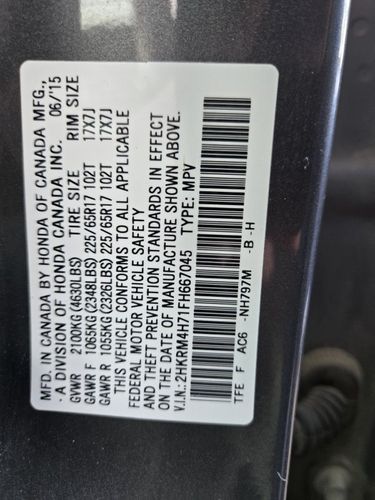 MFD. IN CANADA BY HONDA OF CANADA MFG.,
- A DIVISION OF HONDA CANADA INC. 06/15
GVWR 2100KG (4630LBS) TIRE SIZE RIM SIZE
GAWR F 1065KG (2348LBS) 225/65R17 102T 17X7J
GAWR R 1055KG (2326LBS) 225/65R17 102T 17X7J
THIS VEHICLE CONFORMS TO ALL APPLICABLE
FEDERAL MOTOR VEHICLE SAFETY
AND THEFT PREVENTION STANDARDS IN EFFECT
ON THE DATE OF MANUFACTURE SHOWN ABOVE.
V.I.N.: 2HKRM4H71FH667045 TYPE: MPV
TFE F AC6 -NH797M -B -H